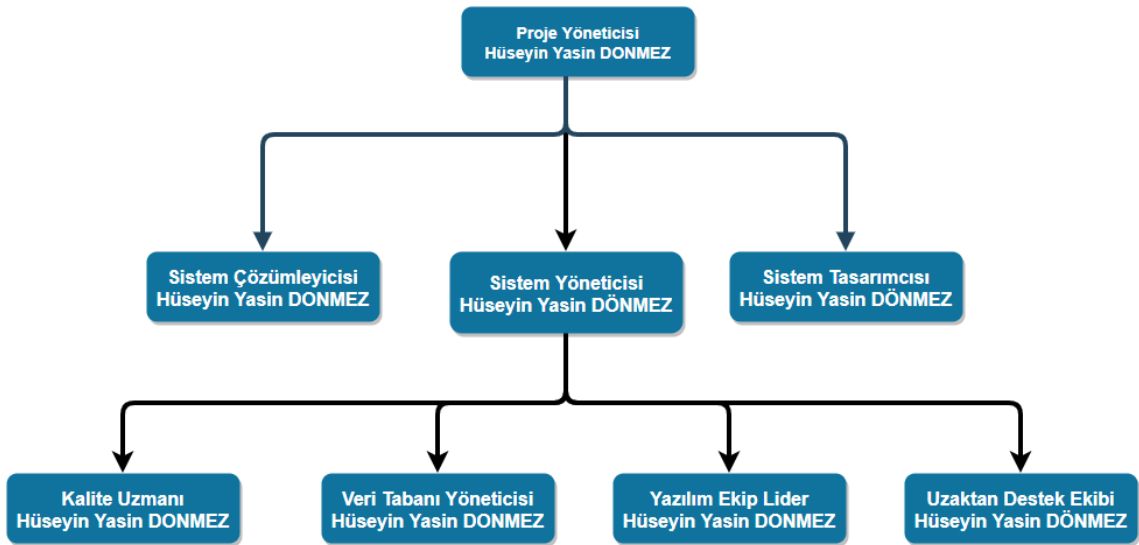 Proje Yöneticisi
Hüseyin Yasin DONMEZ
Sistem Çözümleyicisi
Hüseyin Yasin DONMEZ
Sistem Yöneticisi
Hüseyin Yasin DÖNMEZ
Sistem Tasarımcısı
Hüseyin Yasin DÖNMEZ
Kalite Uzmanı
Hüseyin Yasin DONMEZ
Veri Tabanı Yöneticisi
Hüseyin Yasin DONMEZ
Yazılım Ekip Lider
Hüseyin Yasin DONMEZ
Uzaktan Destek Ekibi
Hüseyin Yasin DÖNMEZ